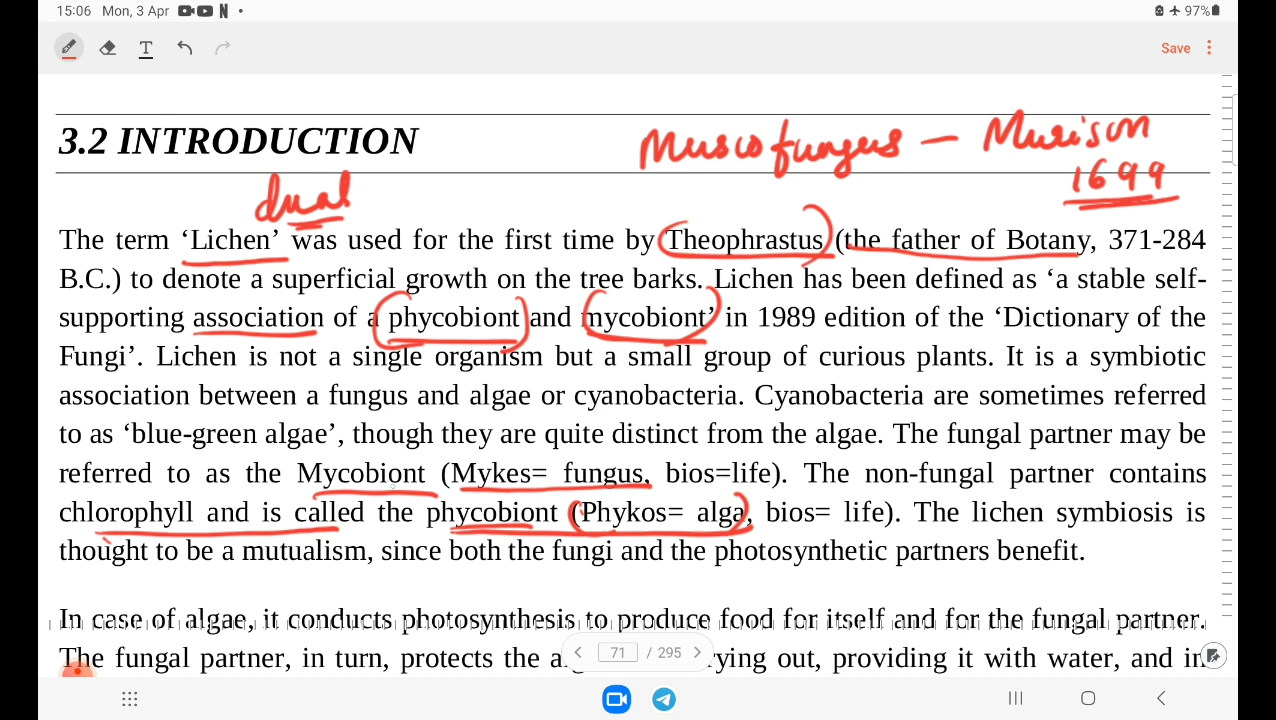 15:06 Mon, 3 Apr N 97%
T Save
3.2 INTRODUCTION Muscofungus – Murison
1699
dual
The term ‘Lichen’ was used for the first time by Theophrastus (the father of Botany, 371-284
B.C.) to denote a superficial growth on the tree barks. Lichen has been defined as ‘a stable self-
supporting association of a phycobiont and mycobiont’ in 1989 edition of the ‘Dictionary of the
Fungi’. Lichen is not a single organism but a small group of curious plants. It is a symbiotic
association between a fungus and algae or cyanobacteria. Cyanobacteria are sometimes referred
to as ‘blue-green algae’, though they are quite distinct from the algae. The fungal partner may be
referred to as the Mycobiont (Mykes= fungus, bios=life). The non-fungal partner contains
chlorophyll and is called the phycobiont (Phykos= alga, bios= life). The lichen symbiosis is
thought to be a mutualism, since both the fungi and the photosynthetic partners benefit.
In case of algae, it conducts photosynthesis to produce food for itself and for the fungal partner.
The fungal partner, in turn, protects the providing it with water, and in
71 / 295